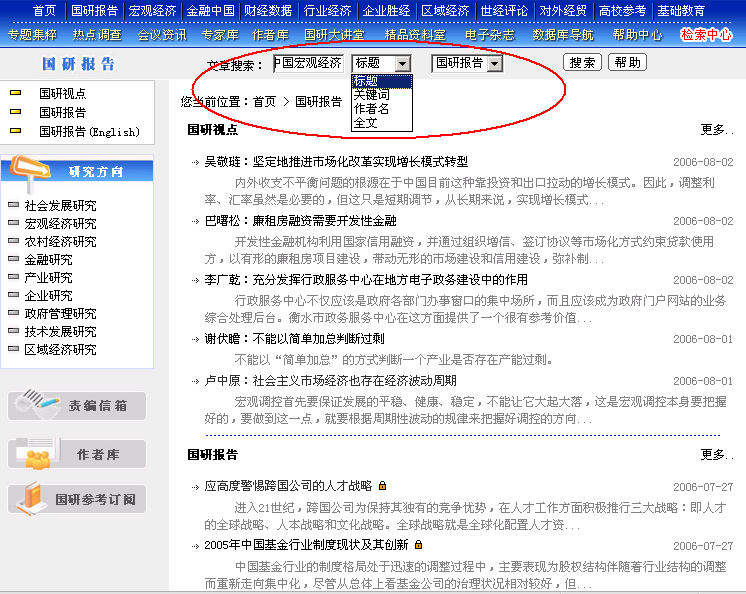 首页 国研报告 宏观经济 金融中国 财经数据 行业经济 企业胜经 区域经济 世经评论 对外经贸 高校参考 基础教育
专题集粹 热点调查 会议资讯 专家库 作者库 国研大讲堂 精品资料室 电子杂志 数据库导航 帮助中心 检索中心
国研报告
文章搜索： 中国宏观经济 标题 国研报告 搜索 帮助
标题
关键词
作者名
全文
您当前位置：首页 > 国研报告
国研视点
国研报告
国研报告(English)
研究方向
社会发展研究
宏观经济研究
农村经济研究
金融研究
产业研究
企业研究
政府管理研究
技术发展研究
区域经济研究
责编信箱
作者库
国研参考订阅
国研视点 更多..
吴敬琏：坚定地推进市场化改革实现增长模式转型 2006-08-02
内外收支不平衡问题的根源在于中国目前这种靠投资和出口拉动的增长模式。因此，调整利
率、汇率虽然是必要的，但这只是短期调节，从长期来说，实现增长模式...
巴曙松：廉租房融资需要开发性金融 2006-08-02
开发性金融机构利用国家信用融资，并通过组织增信、签订协议等市场化方式约束贷款使用
方，以有形的廉租房项目建设，带动无形的市场建设和信用建设，弥补制...
李广乾：充分发挥行政服务中心在地方电子政务建设中的作用 2006-08-02
行政服务中心不仅应该是政府各部门办事窗口的集中场所，而且应该成为政府门户网站的业务
综合处理后台。衡水市政务服务中心在这方面提供了一个很有参考价值...
谢伏瞻：不能以简单加总判断过剩 2006-08-01
不能以“简单加总”的方式判断一个产业是否存在产能过剩。
卢中原：社会主义市场经济也存在经济波动周期 2006-08-01
宏观调控首先要保证发展的平稳、健康、稳定，不能让它大起大落，这是宏观调控本身要把握
好的，要做到这一点，就要根据周期性波动的规律来把握好调控的方向...
国研报告 更多..
应高度警惕跨国公司的人才战略 2006-07-27
进入21世纪，跨国公司为保持其独有的竞争优势，在人才工作方面积极推行三大战略：即人才
的全球战略、人本战略和文化战略。全球战略就是全球化配置人才资...
2005年中国基金行业制度现状及其创新 2006-07-27
中国基金行业的制度格局处于迅速的调整过程中，主要表现为股权结构伴随着行业结构的调整
而重新走向集中化，尽管从总体上看基金公司的治理状况相对较好，但...